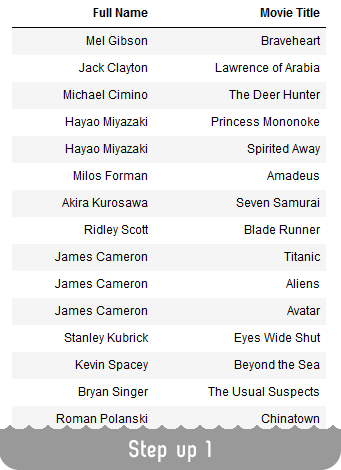 Full Name Movie Title
Mel Gibson Braveheart
Jack Clayton Lawrence of Arabia
Michael Cimino The Deer Hunter
Hayao Miyazaki Princess Mononoke
Hayao Miyazaki Spirited Away
Milos Forman Amadeus
Akira Kurosawa Seven Samurai
Ridley Scott Blade Runner
James Cameron Titanic
James Cameron Aliens
James Cameron Avatar
Stanley Kubrick Eyes Wide Shut
Kevin Spacey Beyond the Sea
Bryan Singer The Usual Suspects
Roman Polanski Chinatown
Step up 1